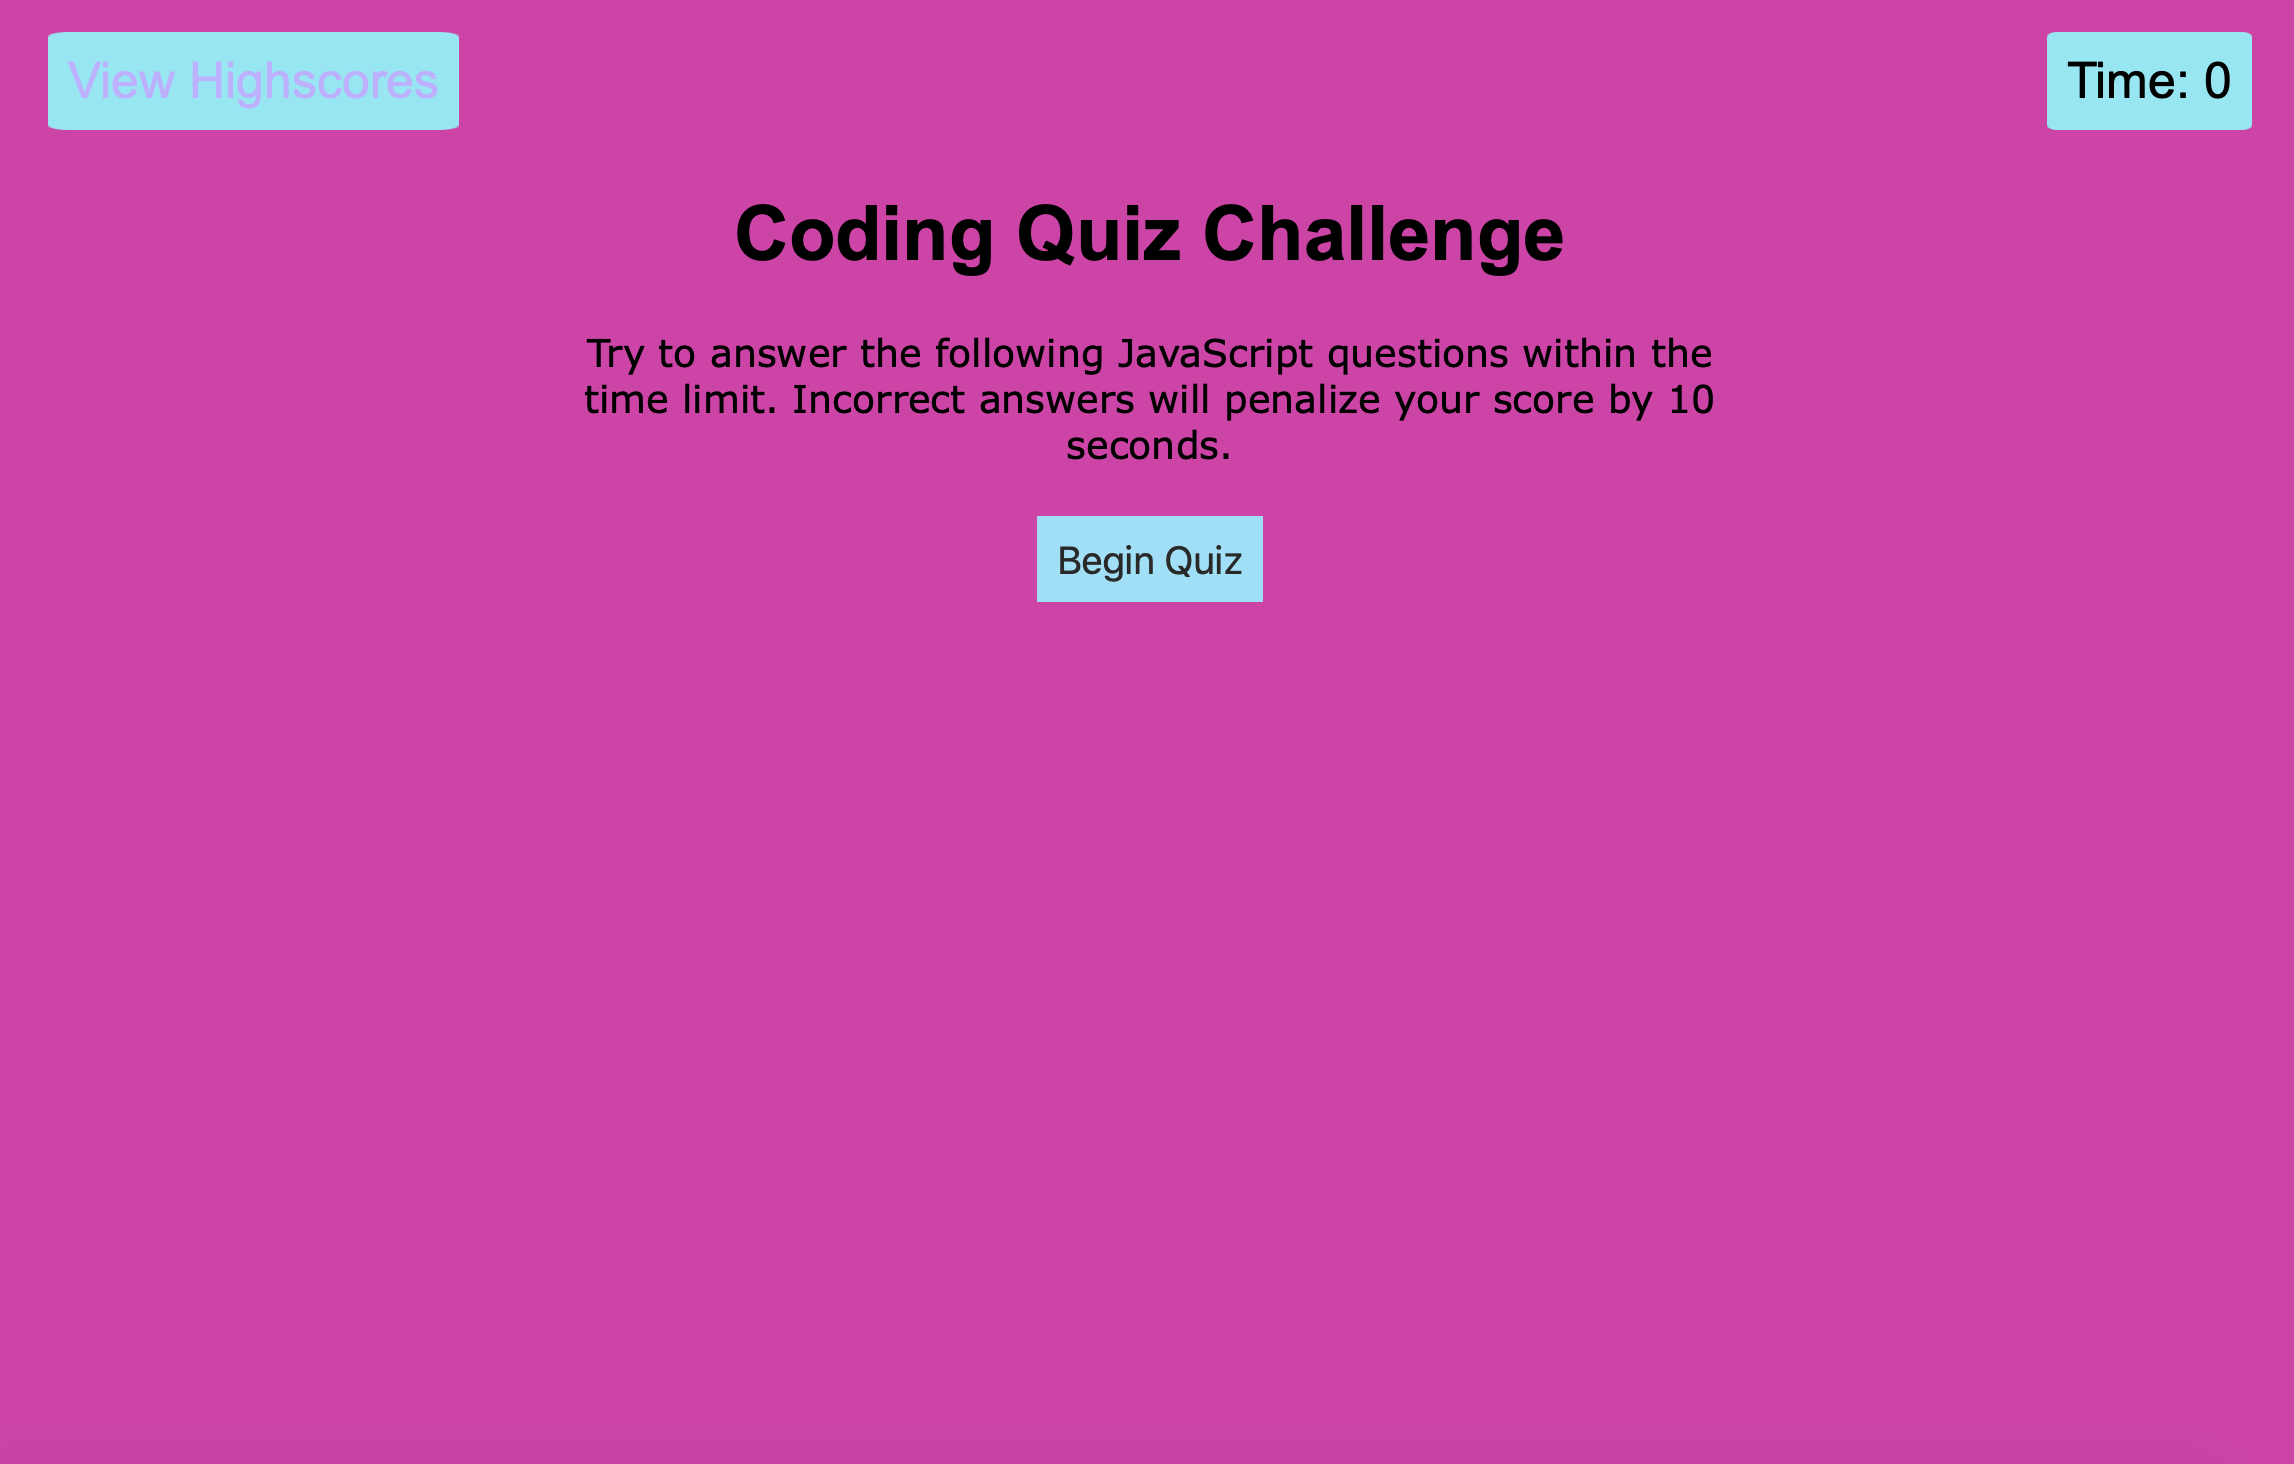 View Highscores
Time: 0
Coding Quiz Challenge
Try to answer the following JavaScript questions within the
time limit. Incorrect answers will penalize your score by 10
seconds.
Begin Quiz